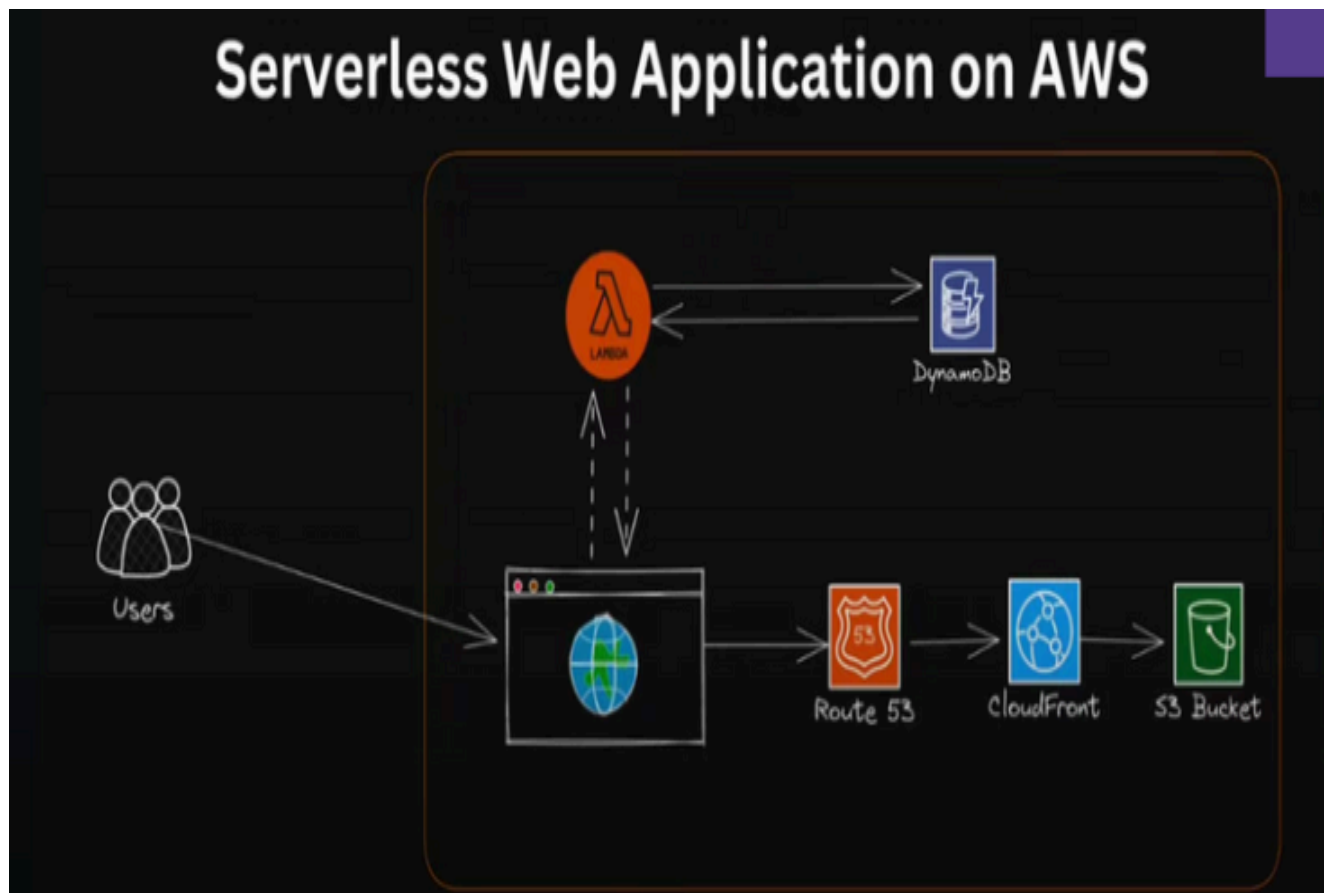 Serverless Web Application on AWS
LAMBDA
DynamoDB
Users
53
Route 53
CloudFront
S3 Bucket